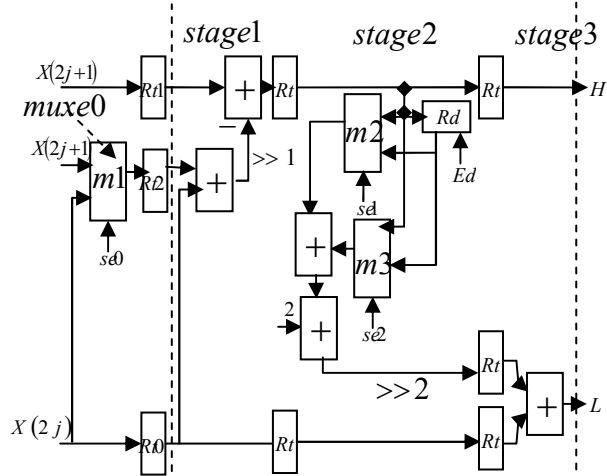 stage1 stage2 stage3
X(2j+1) Rt1 + Rt Rt H
muxe0
−
X(2j+1) m1 Rt2 + >> 1
m2 Rd
Ed
se0 se1
+ m3
2 +
se2
Rt
>>2
+ L
X(2j) Rt0 Rt Rt